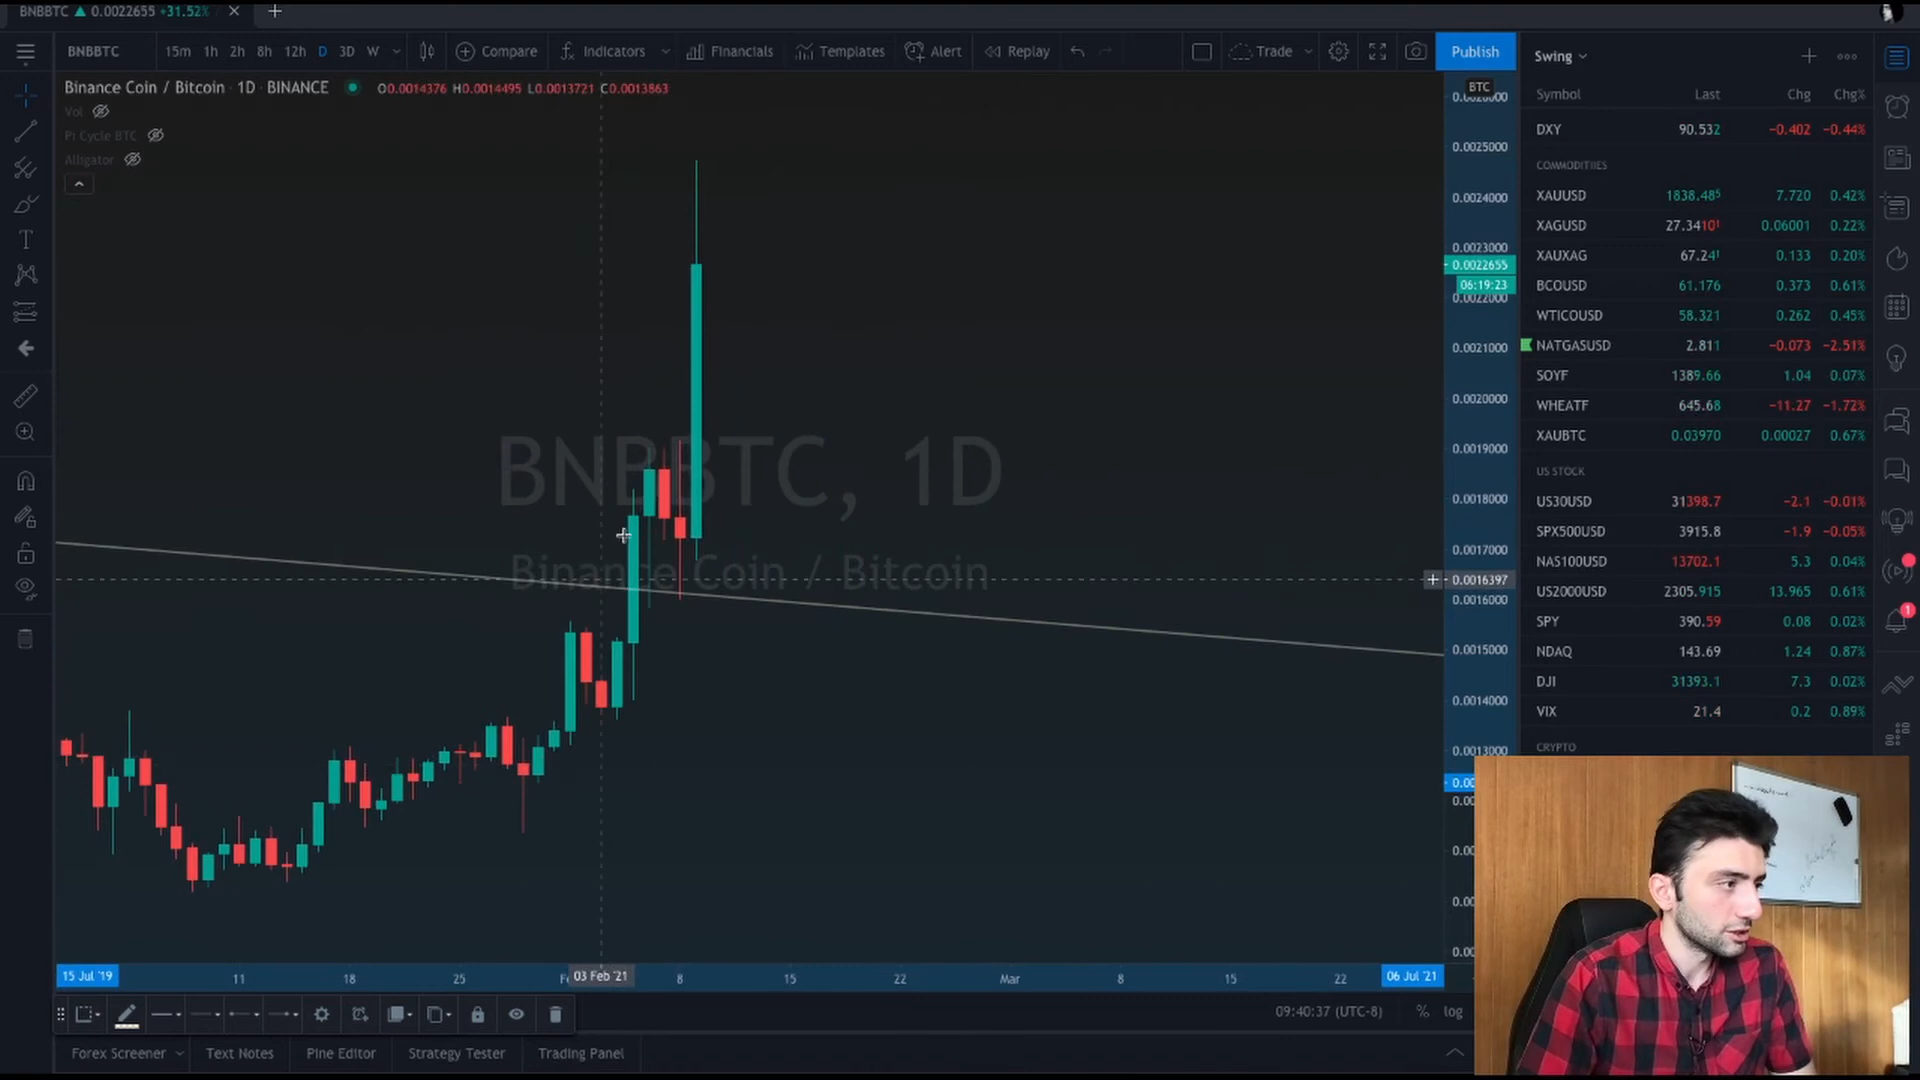 BNBBTC ▲ 0.0022655 +31.52%
BNBBTC 15m 1h 2h 8h 12h D 3D W Compare Indicators Financials Templates Alert Replay Trade Publish
Binance Coin / Bitcoin · 1D · BINANCE O0.0014376 H0.0014495 L0.0013721 C0.0013863
Vol
Pi Cycle BTC
Alligator
BTC
0.0025000
0.0024000
0.0023000
0.0022655
06:19:23
0.0022000
0.0021000
0.0020000
0.0019000
0.0018000
0.0017000
0.0016397
0.0016000
0.0015000
0.0014000
0.0013000
BNBBTC, 1D
Binance Coin / Bitcoin
15 Jul '19 11 18 25 03 Feb '21 8 15 22 Mar 8 15 22 06 Jul '21
09:40:37 (UTC-8) % log
Forex Screener Text Notes Pine Editor Strategy Tester Trading Panel
Swing
Symbol Last Chg Chg%
DXY 90.532 −0.402 −0.44%
COMMODITIES
XAUUSD 1838.485 7.720 0.42%
XAGUSD 27.3410 0.06001 0.22%
XAUXAG 67.241 0.133 0.20%
BCOUSD 61.176 0.373 0.61%
WTICOUSD 58.321 0.262 0.45%
NATGASUSD 2.811 −0.073 −2.51%
SOYF 1389.66 1.04 0.07%
WHEATF 645.68 −11.27 −1.72%
XAUBTC 0.03970 0.00027 0.67%
US STOCK
US30USD 31398.7 −2.1 −0.01%
SPX500USD 3915.8 −1.9 −0.05%
NAS100USD 13702.1 5.3 0.04%
US2000USD 2305.915 13.965 0.61%
SPY 390.59 0.08 0.02%
NDAQ 143.69 1.24 0.87%
DJI 31393.1 7.3 0.02%
VIX 21.4 0.2 0.89%
CRYPTO
1